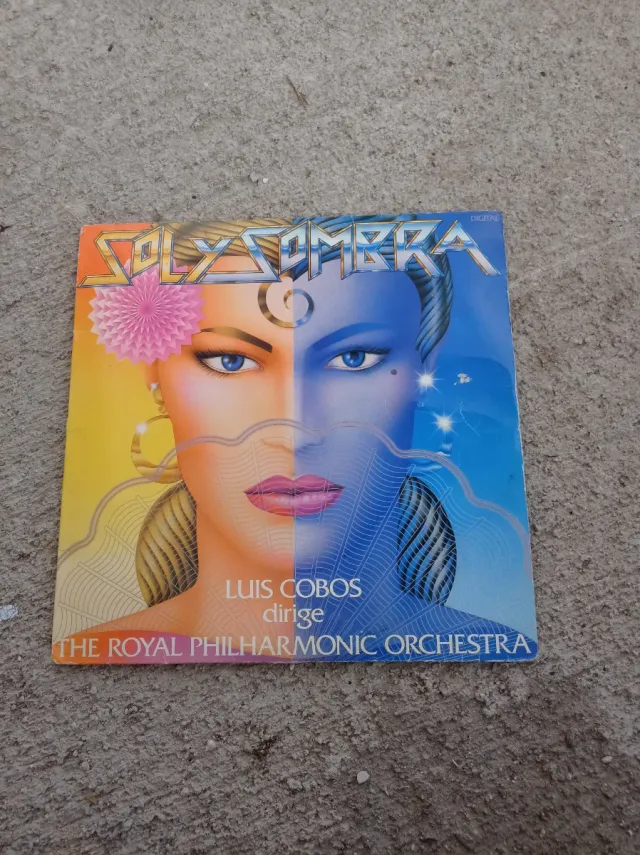 DIGITAL
SOL Y SOMBRA
LUIS COBOS
dirige
THE ROYAL PHILHARMONIC ORCHESTRA